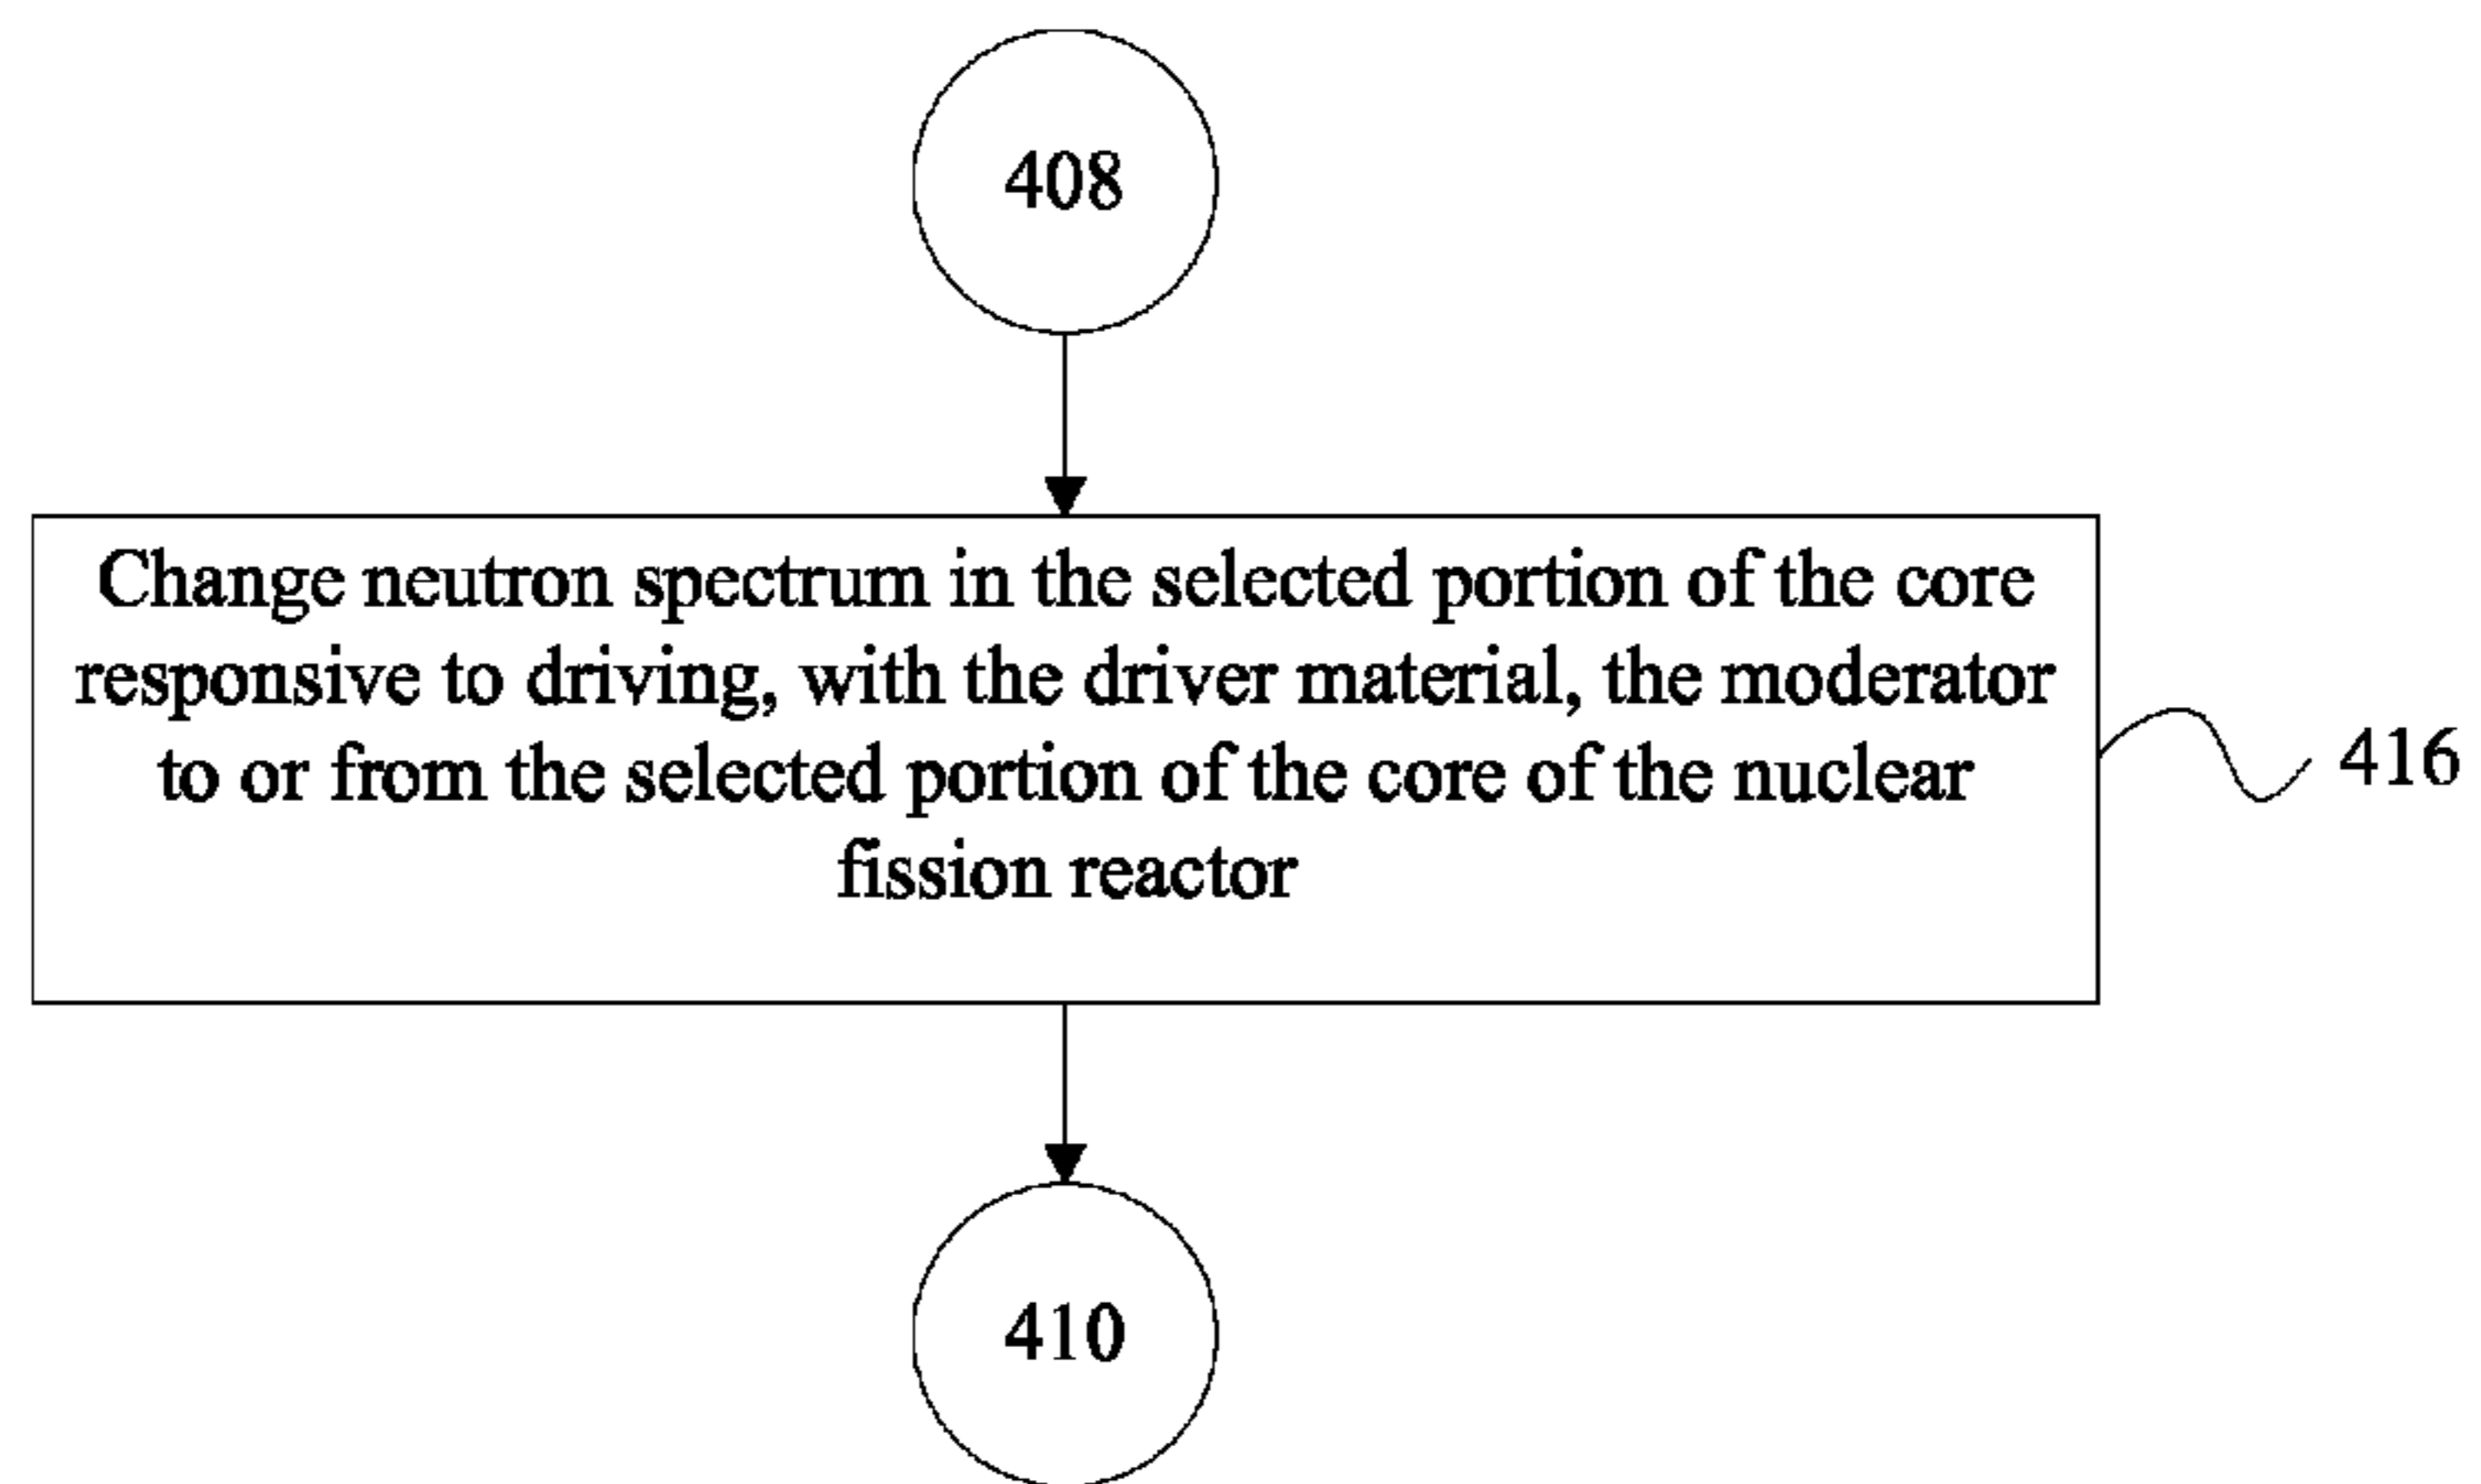 408
Change neutron spectrum in the selected portion of the core
responsive to driving, with the driver material, the moderator
to or from the selected portion of the core of the nuclear
fission reactor
416
410